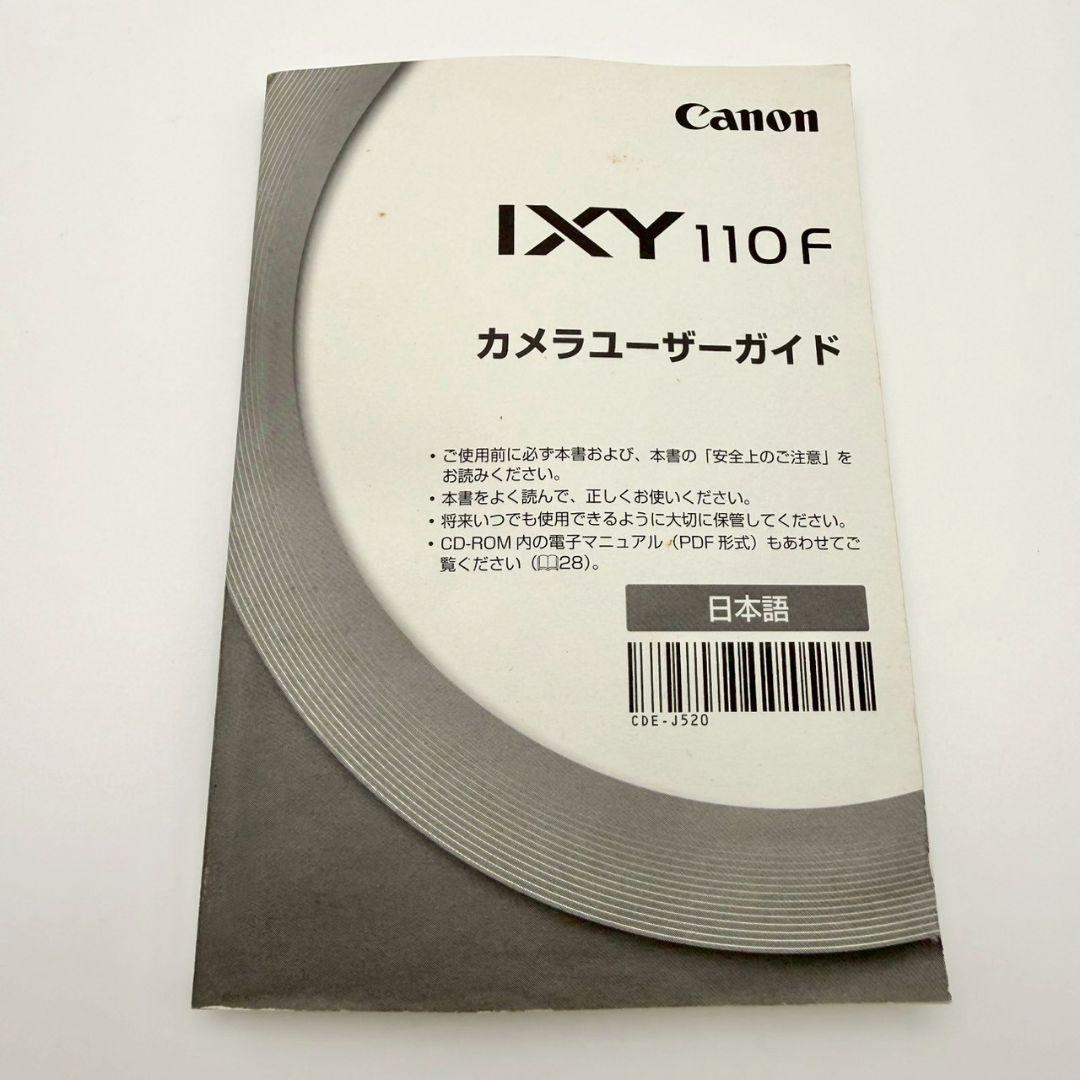 Canon
IXY 110F
カメラユーザーガイド
・ご使用前に必ず本書および、本書の「安全上のご注意」を
お読みください。
・本書をよく読んで、正しくお使いください。
・将来いつでも使用できるように大切に保管してください。
・CD-ROM 内の電子マニュアル（PDF 形式）もあわせてご
覧ください（📖28）。
日本語
CDE-J520